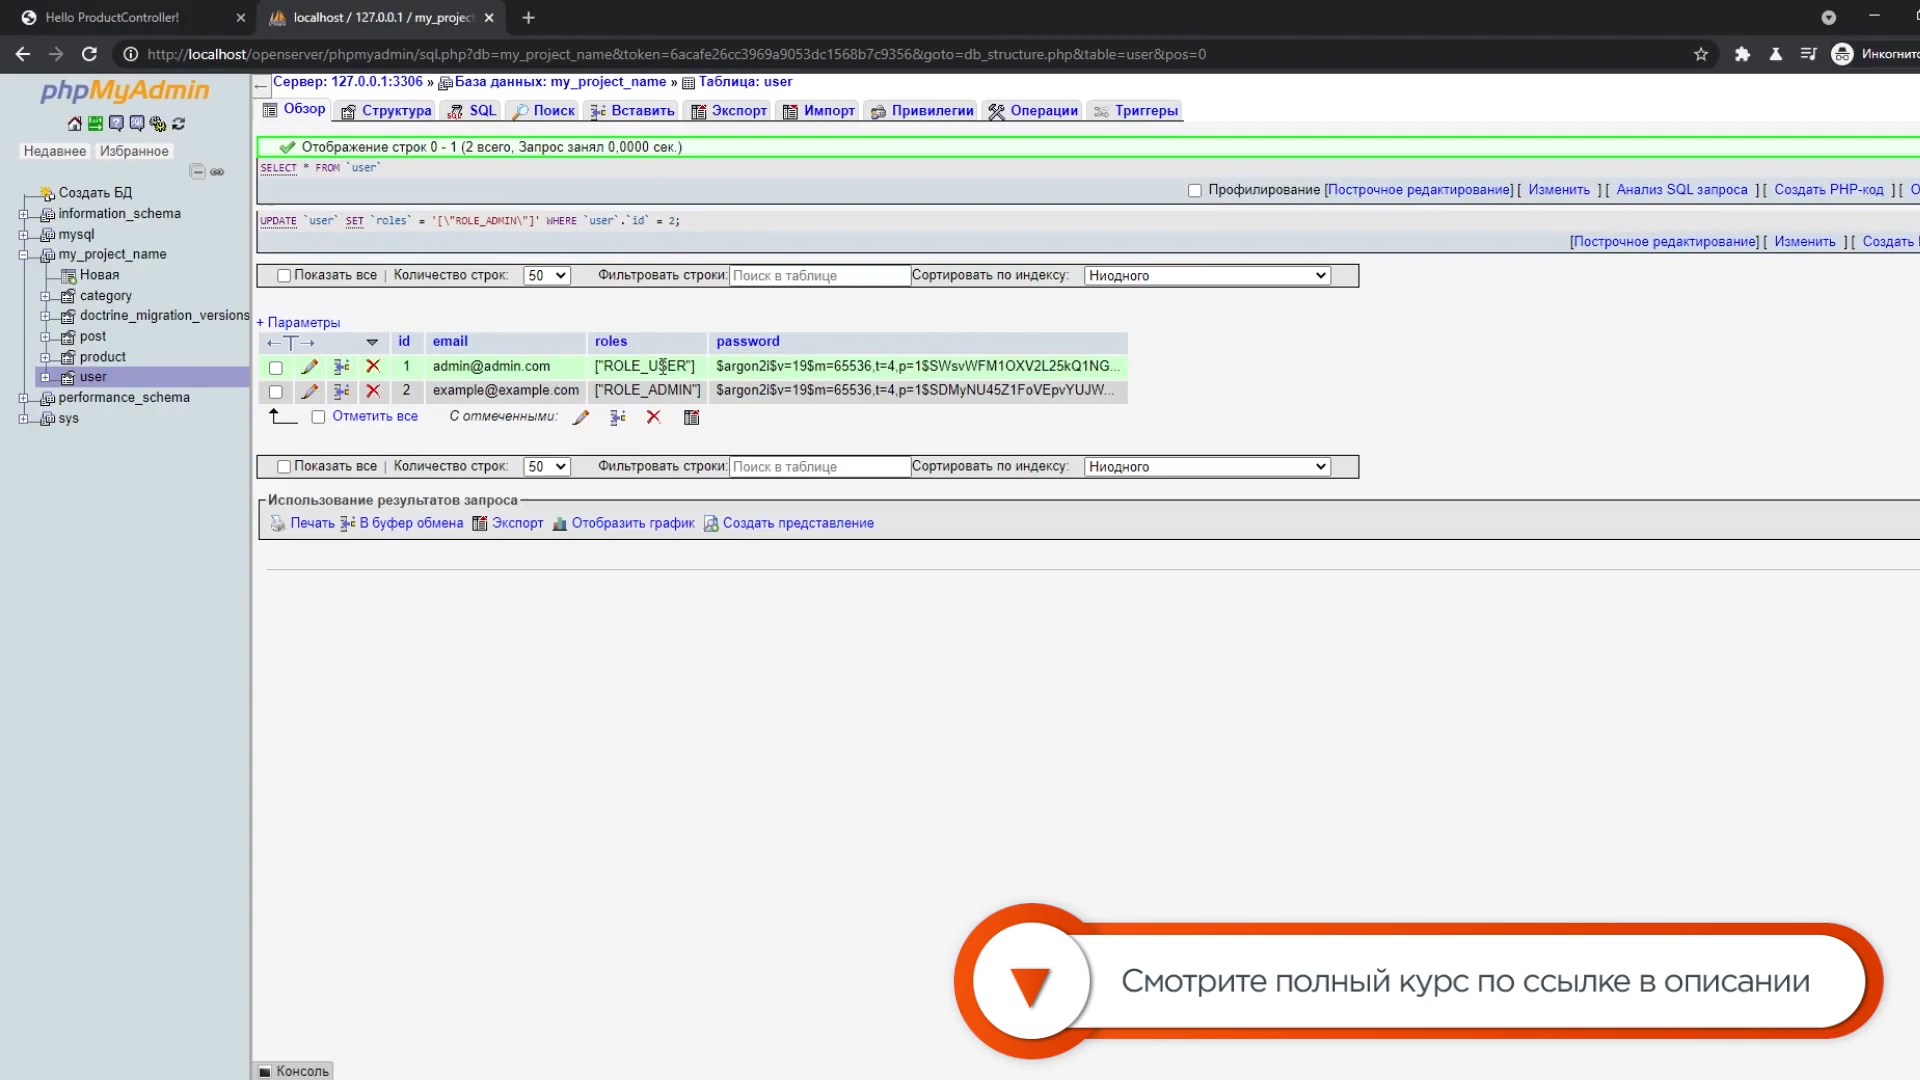 Hello ProductController!
localhost / 127.0.0.1 / my_projec
http://localhost/openserver/phpmyadmin/sql.php?db=my_project_name&token=6acafe26cc3969a9053dc1568b7c9356&goto=db_structure.php&table=user&pos=0
Инкогнито
phpMyAdmin
Недавнее Избранное
Создать БД
information_schema
mysql
my_project_name
Новая
category
doctrine_migration_versions
post
product
user
performance_schema
sys
Сервер: 127.0.0.1:3306 » База данных: my_project_name » Таблица: user
Обзор Структура SQL Поиск Вставить Экспорт Импорт Привилегии Операции Триггеры
Отображение строк 0 - 1 (2 всего, Запрос занял 0,0000 сек.)
SELECT * FROM `user`
Профилирование [Построчное редактирование] [ Изменить ] [ Анализ SQL запроса ] [ Создать PHP-код ] [ О
UPDATE `user` SET `roles` = '[\"ROLE_ADMIN\"]' WHERE `user`.`id` = 2;
[Построчное редактирование] [ Изменить ] [ Создать
Показать все | Количество строк: 50 Фильтровать строки: Поиск в таблице Сортировать по индексу: Ниодного
+ Параметры
←T→ id email roles password
1 admin@admin.com ["ROLE_USER"] $argon2i$v=19$m=65536,t=4,p=1$SWsvWFM1OXV2L25kQ1NG...
2 example@example.com ["ROLE_ADMIN"] $argon2i$v=19$m=65536,t=4,p=1$SDMyNU45Z1FoVEpvYUJW...
Отметить все С отмеченными:
Показать все | Количество строк: 50 Фильтровать строки: Поиск в таблице Сортировать по индексу: Ниодного
Использование результатов запроса
Печать В буфер обмена Экспорт Отобразить график Создать представление
Смотрите полный курс по ссылке в описании
Консоль